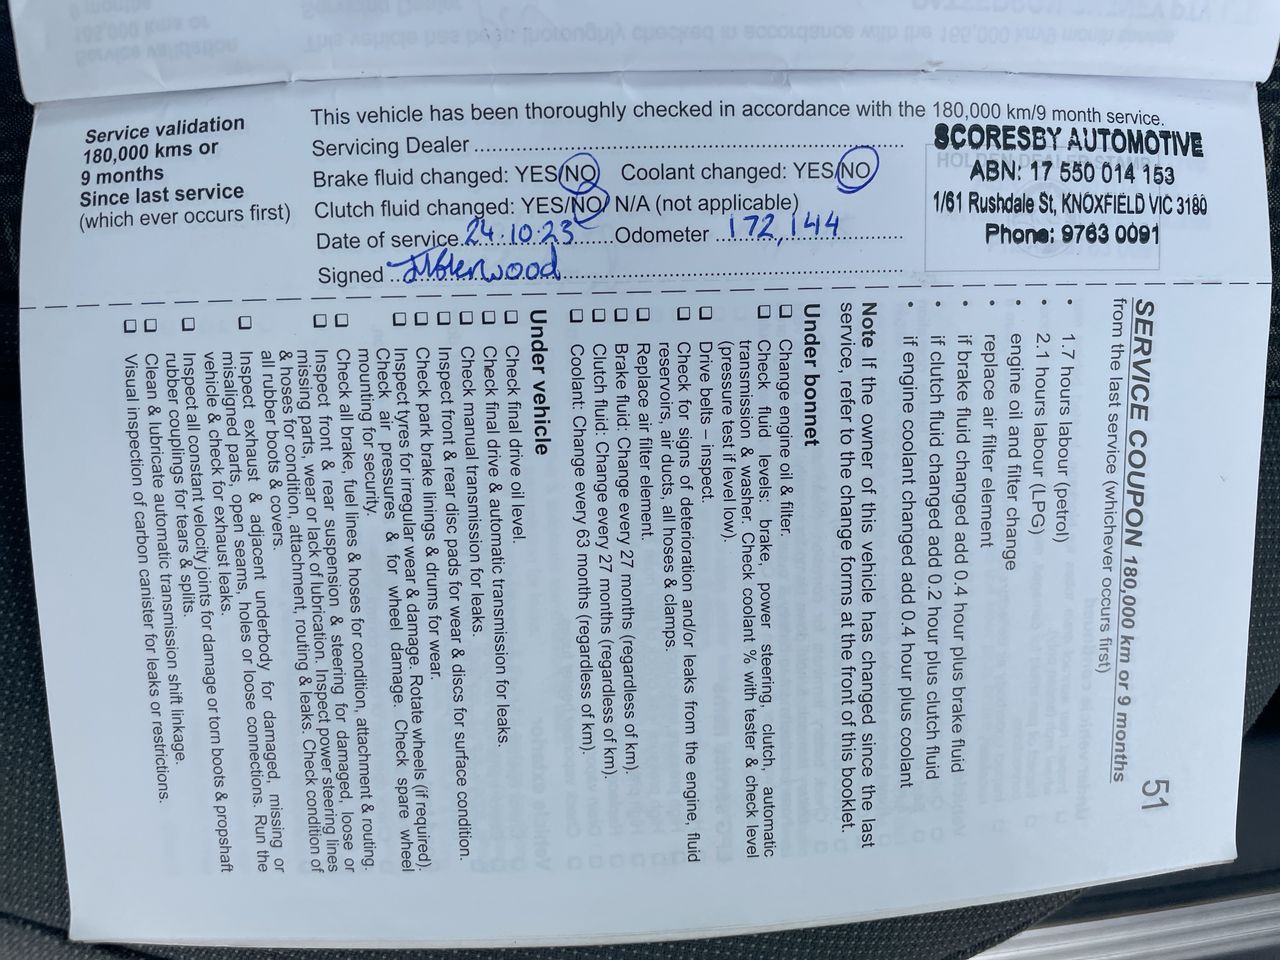 Service validation
180,000 kms or
9 months
Since last service
(which ever occurs first)
This vehicle has been thoroughly checked in accordance with the 180,000 km/9 month service.
Servicing Dealer
Brake fluid changed: YES/NO Coolant changed: YES/NO
Clutch fluid changed: YES/NO/ N/A (not applicable)
Date of service 24.10.23 Odometer 172,144
Signed
SCORESBY AUTOMOTIVE
ABN: 17 550 014 153
1/61 Rushdale St, KNOXFIELD VIC 3180
Phone: 9763 0091
51
SERVICE COUPON 180,000 km or 9 months
from the last service (whichever occurs first)
• 1.7 hours labour (petrol)
• 2.1 hours labour (LPG)
• engine oil and filter change
• replace air filter element
• if brake fluid changed add 0.4 hour plus brake fluid
• if clutch fluid changed add 0.2 hour plus clutch fluid
• if engine coolant changed add 0.4 hour plus coolant
Note If the owner of this vehicle has changed since the last
service, refer to the change forms at the front of this booklet.
Under bonnet
☐ Change engine oil & filter.
☐ Check fluid levels: brake, power steering, clutch, automatic
transmission & washer. Check coolant % with tester & check level
(pressure test if level low).
☐ Drive belts – inspect.
☐ Check for signs of deterioration and/or leaks from the engine, fluid
reservoirs, air ducts, all hoses & clamps.
☐ Replace air filter element.
☐ Brake fluid: Change every 27 months (regardless of km).
☐ Clutch fluid: Change every 27 months (regardless of km).
☐ Coolant: Change every 63 months (regardless of km).
Under vehicle
☐ Check final drive, oil level.
☐ Check final drive & automatic transmission for leaks.
☐ Check manual transmission for leaks.
☐ Inspect front & rear disc pads for wear & discs for surface condition.
☐ Check park brake linings & drums for wear.
☐ Inspect tyres for irregular wear & damage. Rotate wheels (if required).
Check air pressures & for wheel damage. Check spare wheel
mounting for security.
☐ Check all brake, fuel lines & hoses for condition, attachment & routing.
☐ Inspect front & rear suspension & steering for damaged, loose or
missing parts, wear or lack of lubrication. Inspect power steering lines
& hoses for condition, attachment, routing & leaks. Check condition of
all rubber boots & covers.
☐ Inspect exhaust & adjacent underbody for damaged, missing or
misaligned parts, open seams, holes or loose connections. Run the
vehicle & check for exhaust leaks.
☐ Inspect all constant velocity joints for damage or torn boots & propshaft
rubber couplings for tears & splits.
☐ Clean & lubricate automatic transmission shift linkage.
☐ Visual inspection of carbon canister for leaks or restrictions.